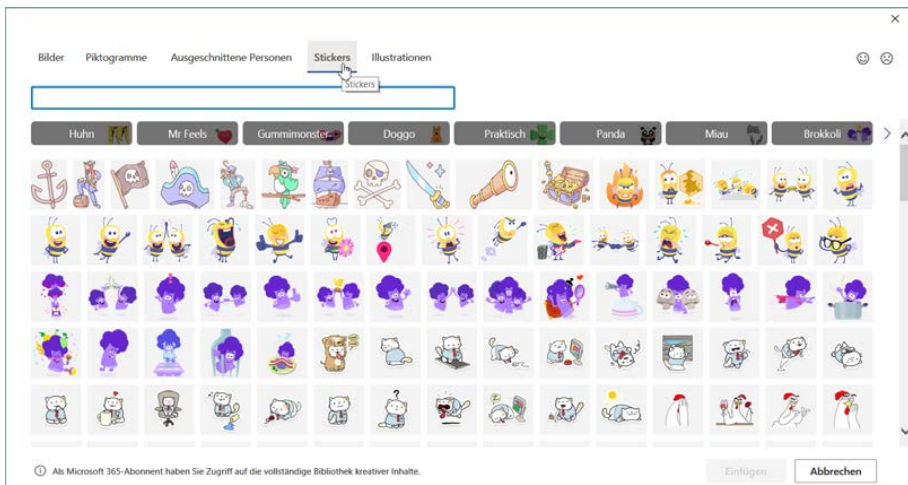 Bilder Piktogramme Ausgeschnittene Personen Stickers Illustrationen
Stickers
Huhn Mr Feels Gummimonster Doggo Praktisch Panda Miau Brokkoli
Als Microsoft 365-Abonnent haben Sie Zugriff auf die vollständige Bibliothek kreativer Inhalte.
Einfügen Abbrechen